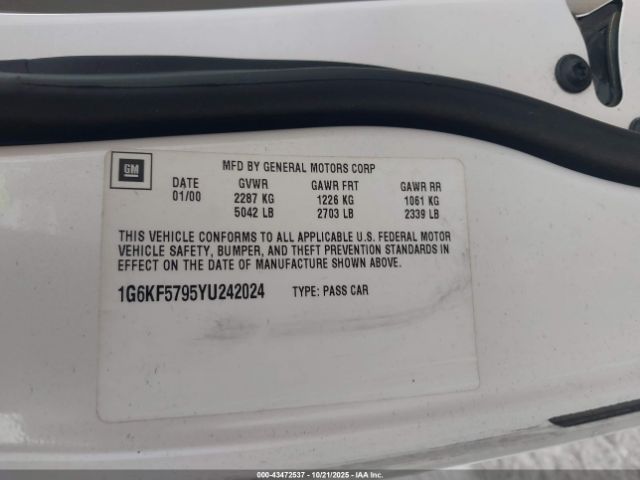 GM
MFD BY GENERAL MOTORS CORP
DATE GVWR GAWR FRT GAWR RR
01/00 2287 KG 1226 KG 1061 KG
5042 LB 2703 LB 2339 LB
THIS VEHICLE CONFORMS TO ALL APPLICABLE U.S. FEDERAL MOTOR
VEHICLE SAFETY, BUMPER, AND THEFT PREVENTION STANDARDS IN
EFFECT ON THE DATE OF MANUFACTURE SHOWN ABOVE.
1G6KF5795YU242024 TYPE: PASS CAR
000-43472537 - 10/21/2025 - IAA Inc.